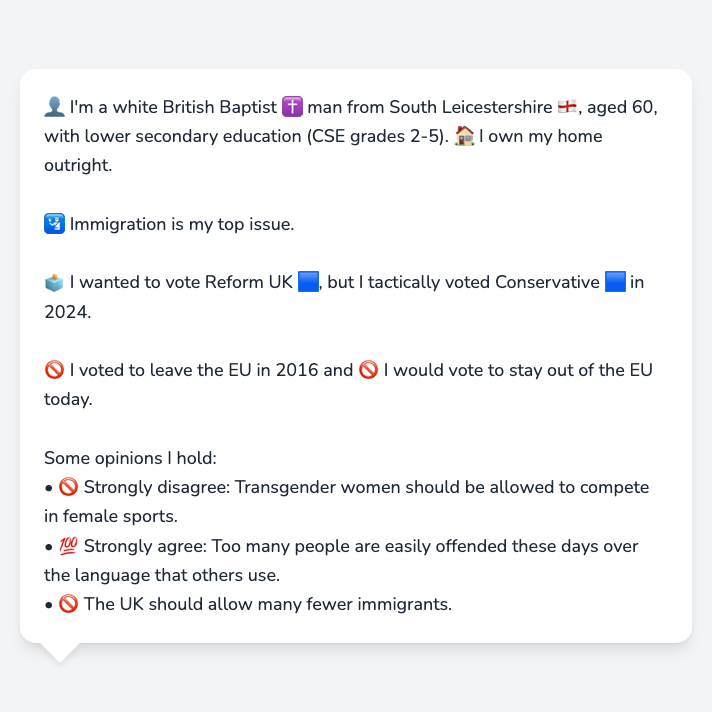 👤 I'm a white British Baptist ✝️ man from South Leicestershire 🏴󠁧󠁢󠁥󠁮󠁧󠁿, aged 60,
with lower secondary education (CSE grades 2-5). 🏠 I own my home
outright.
🛂 Immigration is my top issue.
🗳️ I wanted to vote Reform UK 🟦, but I tactically voted Conservative 🟦 in
2024.
🚫 I voted to leave the EU in 2016 and 🚫 I would vote to stay out of the EU
today.
Some opinions I hold:
• 🚫 Strongly disagree: Transgender women should be allowed to compete
in female sports.
• 💯 Strongly agree: Too many people are easily offended these days over
the language that others use.
• 🚫 The UK should allow many fewer immigrants.